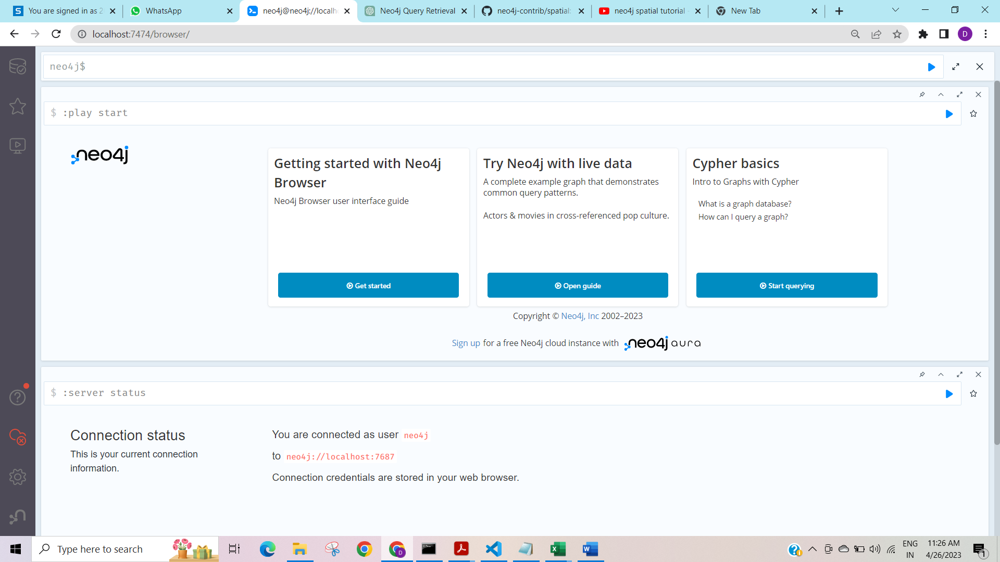 You are signed in as 2
WhatsApp
neo4j@neo4j://localh
Neo4j Query Retrieval
neo4j-contrib/spatial:
neo4j spatial tutorial -
New Tab
localhost:7474/browser/
D
neo4j$
$ :play start
neo4j
Getting started with Neo4j
Browser
Neo4j Browser user interface guide
Get started
Try Neo4j with live data
A complete example graph that demonstrates
common query patterns.
Actors & movies in cross-referenced pop culture.
Open guide
Cypher basics
Intro to Graphs with Cypher
What is a graph database?
How can I query a graph?
Start querying
Copyright © Neo4j, Inc 2002–2023
Sign up for a free Neo4j cloud instance with neo4j aura
$ :server status
Connection status
This is your current connection
information.
You are connected as user neo4j
to neo4j://localhost:7687
Connection credentials are stored in your web browser.
Type here to search
ENG
IN
11:26 AM
4/26/2023
1